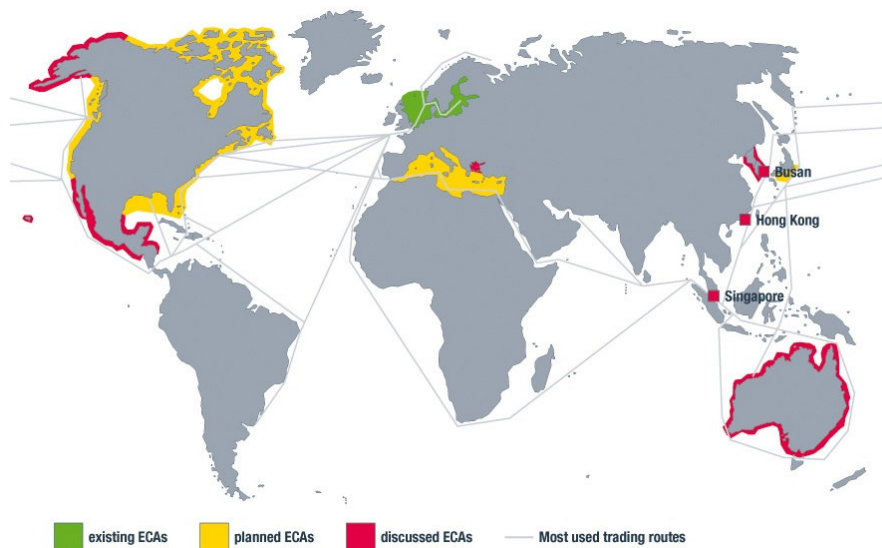 Busan
Hong Kong
Singapore
existing ECAs
planned ECAs
discussed ECAs
Most used trading routes